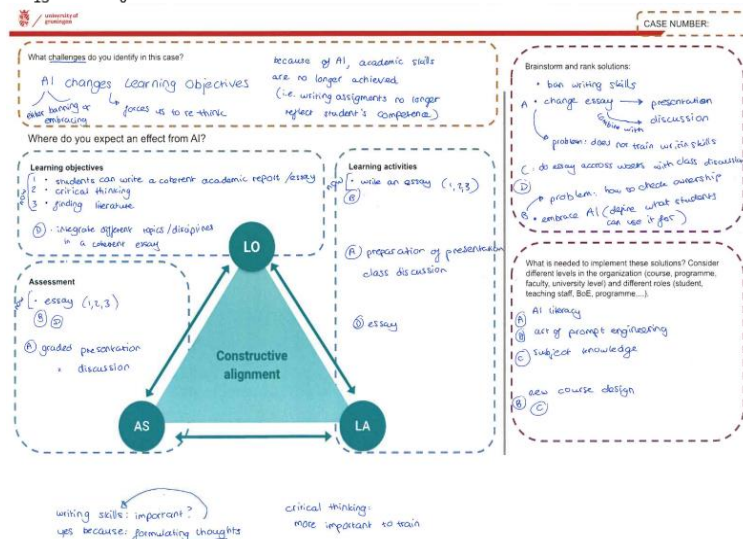 university of
groningen
CASE NUMBER:
What challenges do you identify in this case?
AI changes Learning Objectives
either banning or
embracing
forces us to re-think
because of AI, academic skills
are no longer achieved
(i.e. writing assigments no longer
reflect student's competence)
Where do you expect an effect from AI?
Learning objectives
1 • students can write a coherent academic report/essay
2 • critical thinking
3 • finding literature
D • integrate different topics/disciplines
in a coherent essay
Learning activities
• write an essay (1,2,3)
B
A preparation of presentation
class discussion
D essay
Assessment
• essay (1,2,3)
B D
A graded presentation
" discussion
LO
Constructive
alignment
AS
LA
Brainstorm and rank solutions:
• ban writing skills
A • change essay → presentation
combine with discussion
problem: does not train writing skills
C: do essay accross weeks with class discussion
D
problem: how to check ownership
B • embrace AI (define what students
can use it for)
What is needed to implement these solutions? Consider
different levels in the organization (course, programme,
faculty, university level) and different roles (student,
teaching staff, BoE, programme....).
A AI literacy
B art of prompt engineering
C subject knowledge
new course design
B C
writing skills: important?
yes because: formulating thoughts
critical thinking:
more important to train